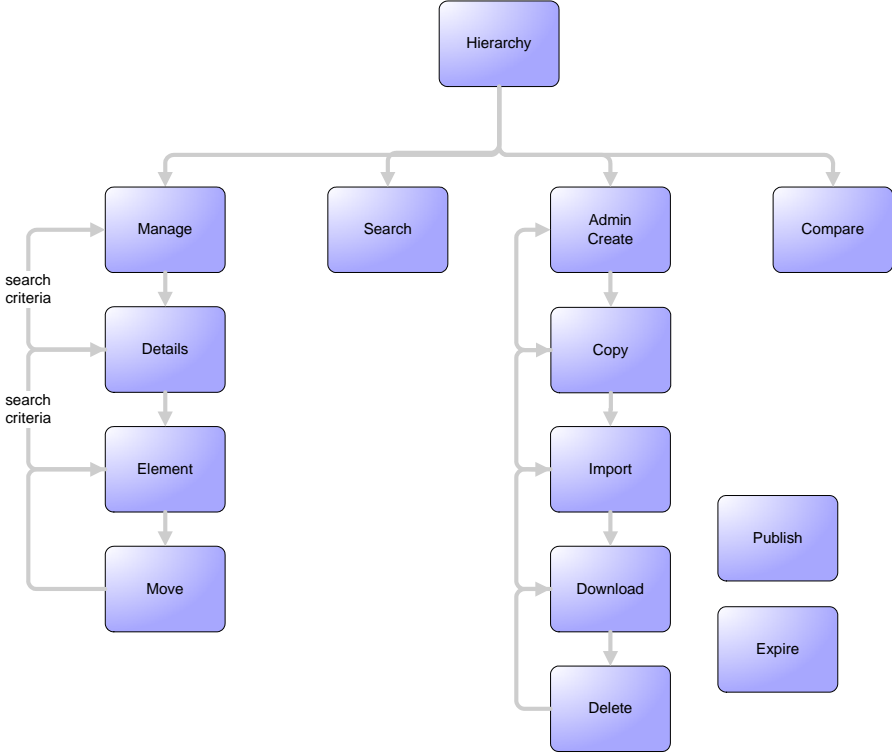 Hierarchy
Manage
Search
Admin
Create
Compare
search
criteria
Details
Copy
search
criteria
Element
Import
Publish
Move
Download
Expire
Delete